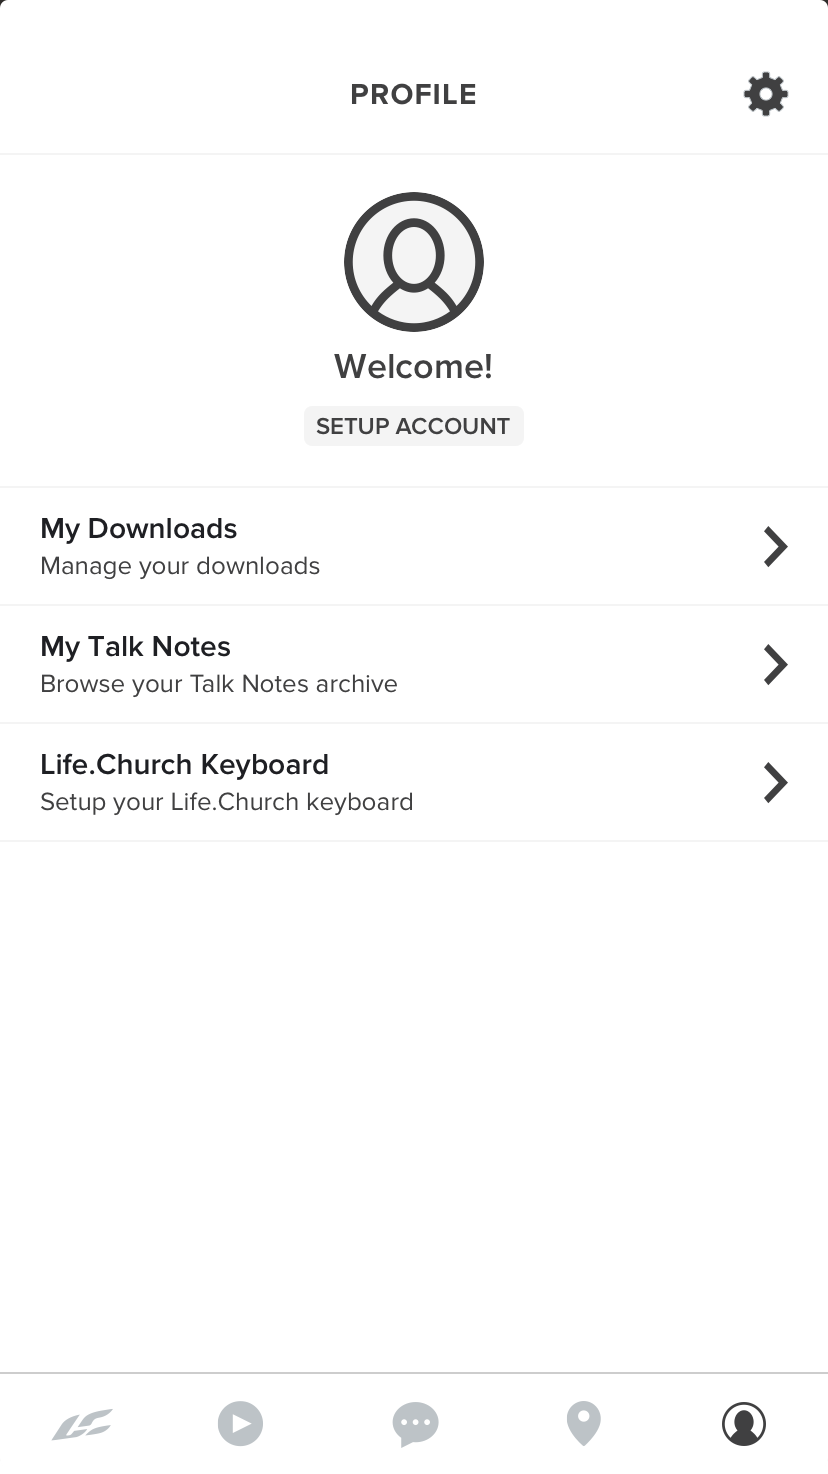 PROFILE
Welcome!
SETUP ACCOUNT
My Downloads
Manage your downloads
My Talk Notes
Browse your Talk Notes archive
Life.Church Keyboard
Setup your Life.Church keyboard